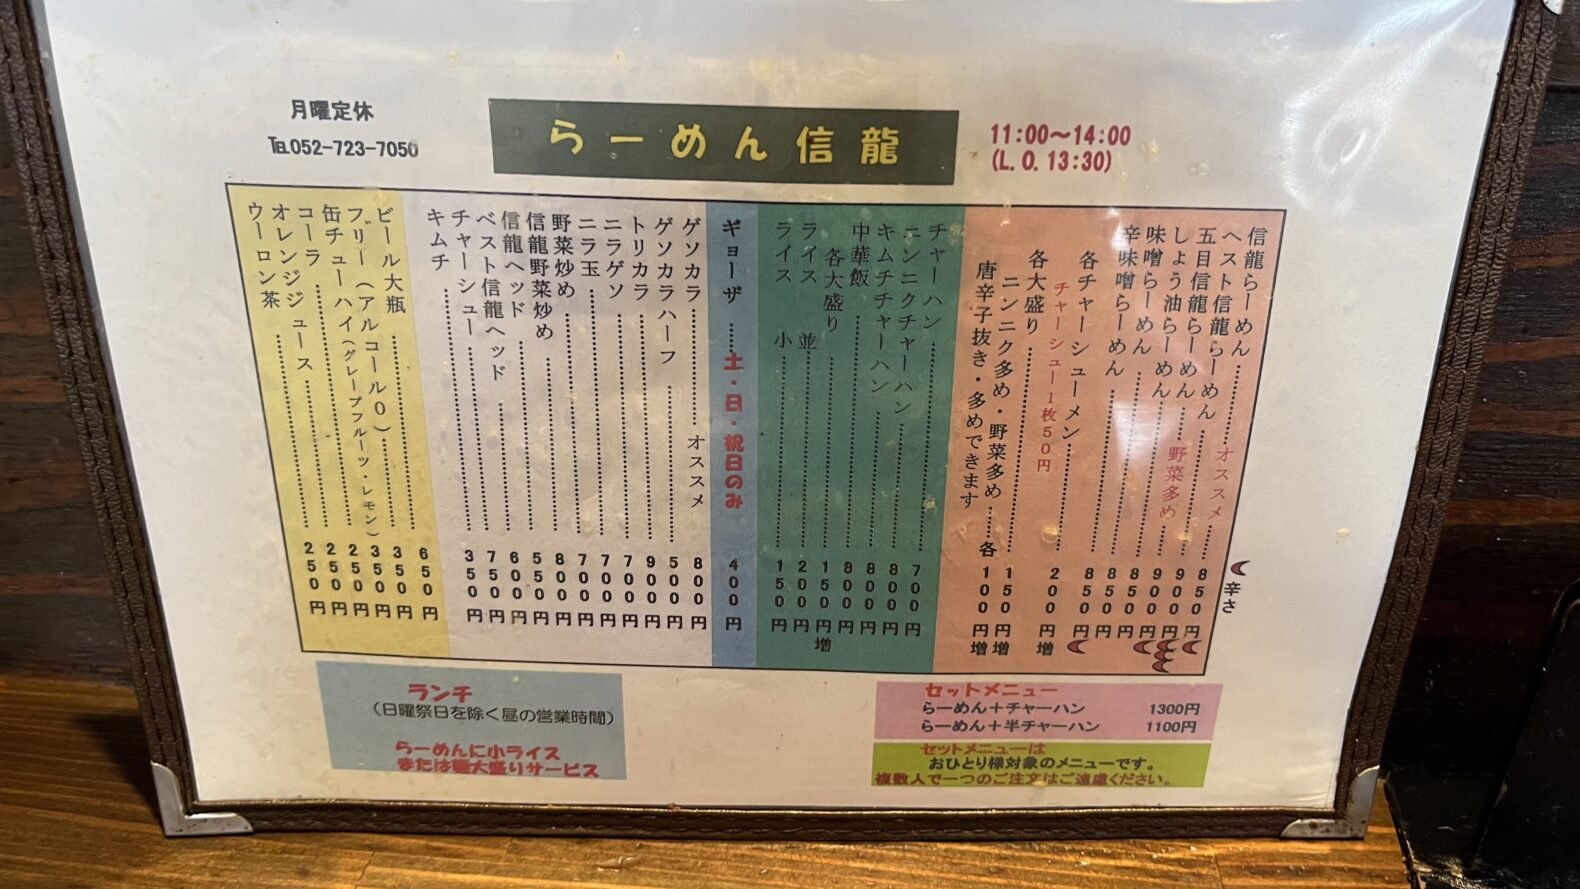 月曜定休
℡052-723-7050
らーめん信龍
11:00～14:00
(L.O.13:30)
辛さ
信龍らーめん オススメ 850円
ベスト信龍らーめん 900円
五目信龍らーめん 野菜多め 900円
しょう油らーめん 850円
味噌らーめん 850円
辛味噌らーめん 850円
各チャーシューメン 200円増
チャーシュー1枚50円
各大盛り 150円増
ニンニク多め・野菜多め 各100円増
唐辛子抜き・多めできます
チャーハン 700円
ニンニクチャーハン 800円
キムチチャーハン 800円
中華飯 800円
各大盛り 150円増
ライス 並 200円
ライス 小 150円
ギョーザ 土・日・祝日のみ 400円
ゲソカラ オススメ 800円
ゲソカラハーフ 500円
トリカラ 900円
ニラゲソ 700円
ニラ玉 700円
野菜炒め 700円
信龍野菜炒め 800円
信龍ヘッド 550円
ベスト信龍ヘッド 600円
チャーシュー 750円
キムチ 350円
ビール大瓶 650円
フリー（アルコール0） 350円
缶チューハイ（グレープフルーツ・レモン） 350円
コーラ 250円
オレンジジュース 250円
ウーロン茶 250円
ランチ
（日曜祭日を除く昼の営業時間）
らーめんに小ライス
または麺大盛りサービス
セットメニュー
らーめん＋チャーハン 1300円
らーめん＋半チャーハン 1100円
セットメニューは
おひとり様対象のメニューです。
複数人で一つのご注文はご遠慮ください。